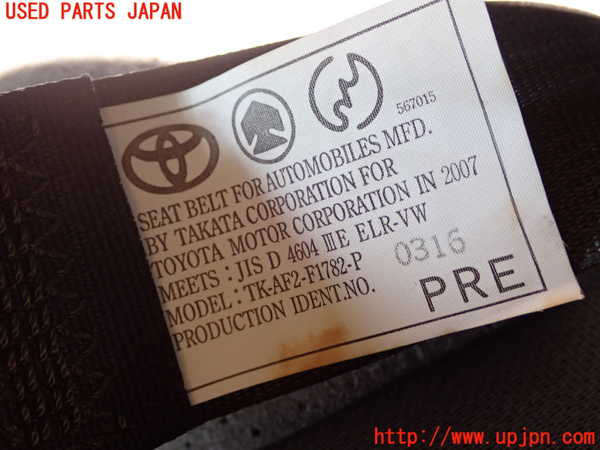 USED PARTS JAPAN
567015
SEAT BELT FOR AUTOMOBILES MFD.
BY TAKATA CORPORATION FOR
TOYOTA MOTOR CORPORATION IN 2007
MEETS : JIS D 4604 ⅢE ELR-VW
MODEL : TK-AF2-F1782-P
PRODUCTION IDENT.NO. 0316
PRE
http://www.upjpn.com/